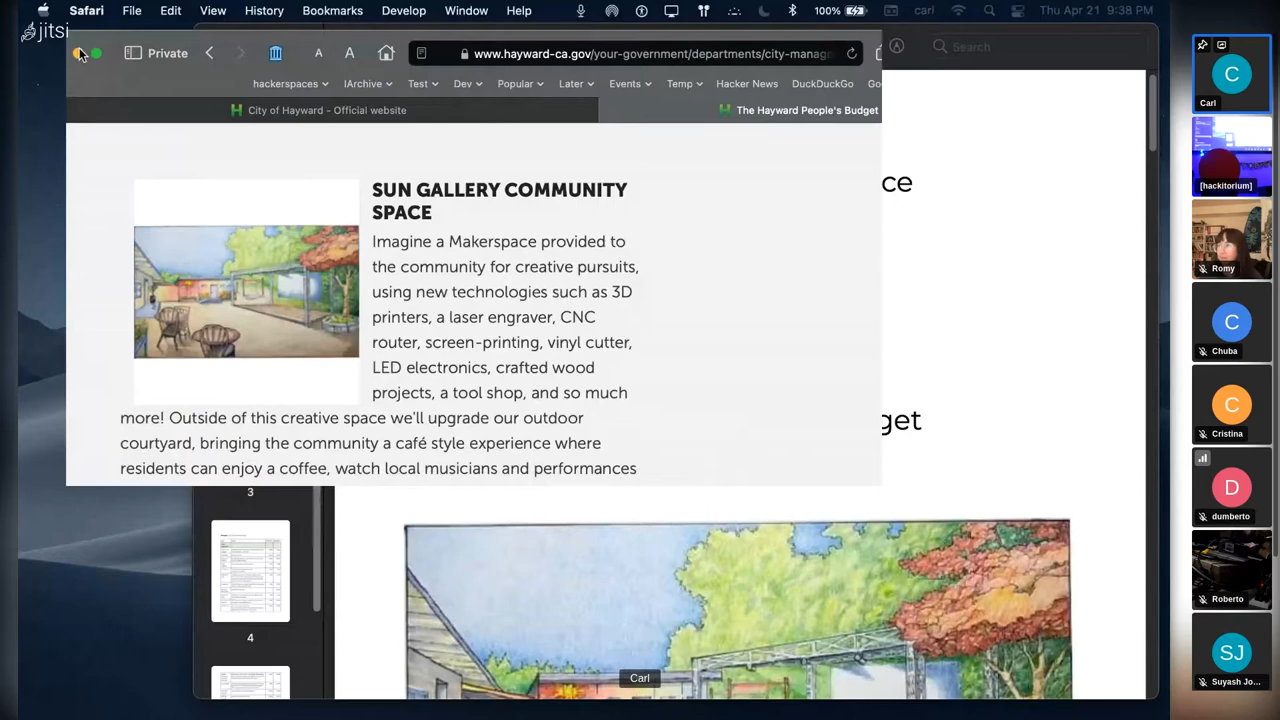 Safari File Edit View History Bookmarks Develop Window Help 100% carl Thu Apr 21 9:38 PM
jitsi
Private A A www.hayward-ca.gov/your-government/departments/city-manag Search
hackerspaces IArchive Test Dev Popular Later Events Temp Hacker News DuckDuckGo Go
City of Hayward - Official website The Hayward People's Budget
SUN GALLERY COMMUNITY
SPACE
Imagine a Makerspace provided to
the community for creative pursuits,
using new technologies such as 3D
printers, a laser engraver, CNC
router, screen-printing, vinyl cutter,
LED electronics, crafted wood
projects, a tool shop, and so much
more! Outside of this creative space we'll upgrade our outdoor
courtyard, bringing the community a café style experience where
residents can enjoy a coffee, watch local musicians and performances
ce
get
3
4
Carl
C
Carl
[hackitorium]
Romy
C
Chuba
C
Cristina
D
dumberto
Roberto
SJ
Suyash Jo...